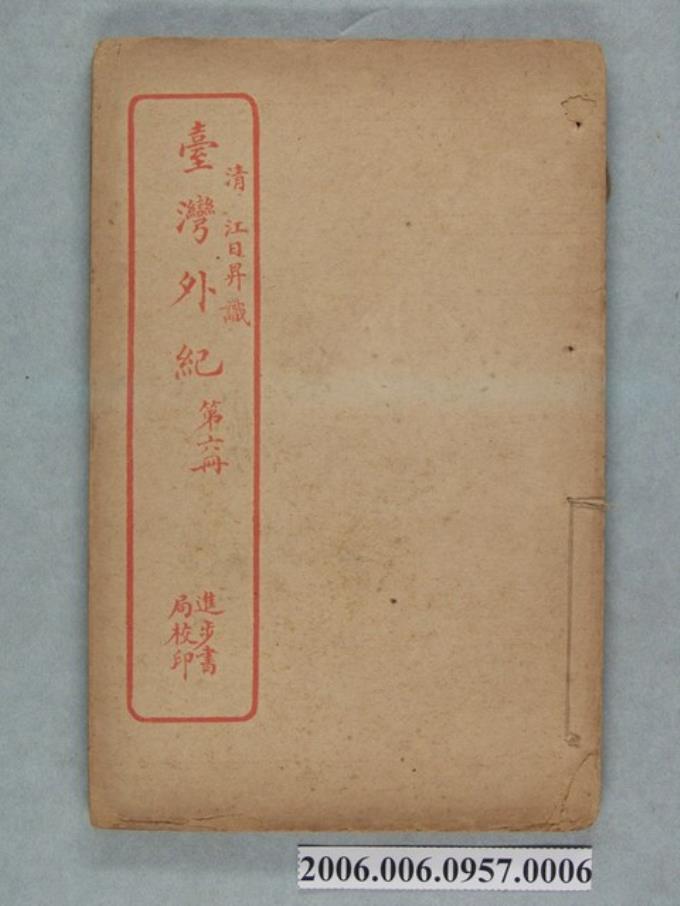 清 江日昇識
臺灣外紀 第六冊
進步書
局校印
2006.006.0957.0006